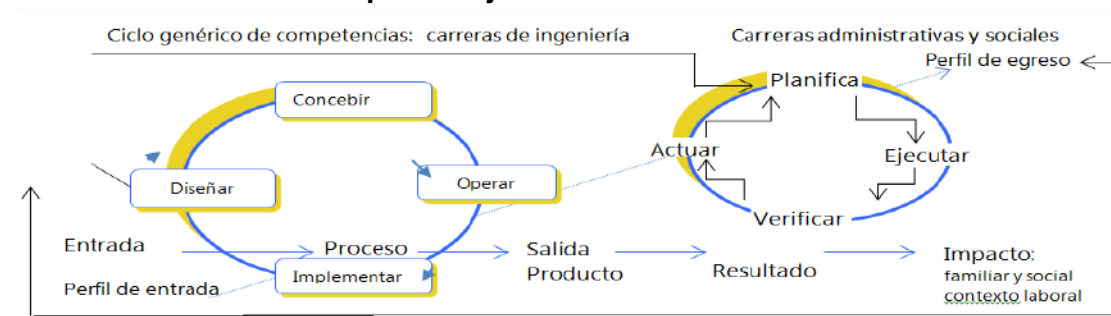 Ciclo genérico de competencias: carreras de ingeniería
Carreras administrativas y sociales
Perfil de egreso
Planifica
Concebir
Actuar
Ejecutar
Diseñar
Operar
Verificar
Entrada
Proceso
Salida
Producto
Resultado
Impacto:
familiar y social
contexto laboral
Implementar
Perfil de entrada